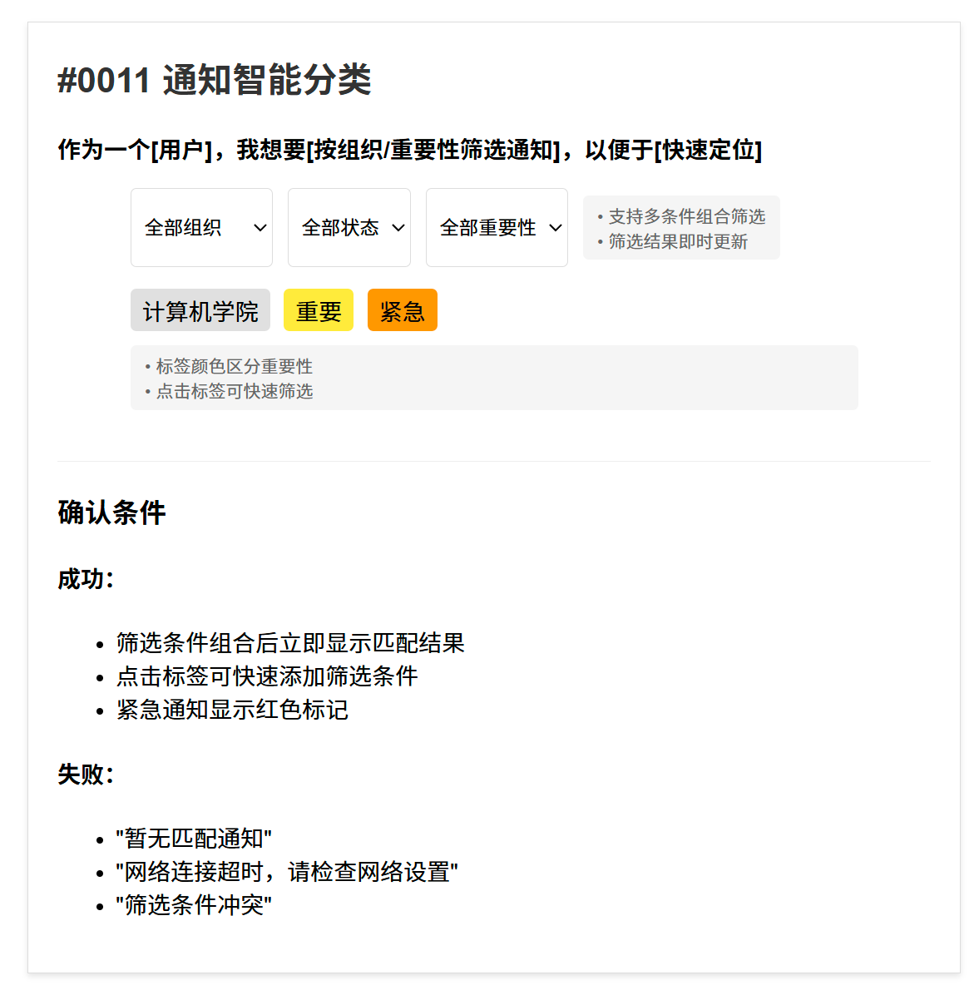 #0011 通知智能分类
作为一个[用户]，我想要[按组织/重要性筛选通知]，以便于[快速定位]
全部组织 全部状态 全部重要性
• 支持多条件组合筛选
• 筛选结果即时更新
计算机学院 重要 紧急
• 标签颜色区分重要性
• 点击标签可快速筛选
确认条件
成功：
• 筛选条件组合后立即显示匹配结果
• 点击标签可快速添加筛选条件
• 紧急通知显示红色标记
失败：
• "暂无匹配通知"
• "网络连接超时，请检查网络设置"
• "筛选条件冲突"